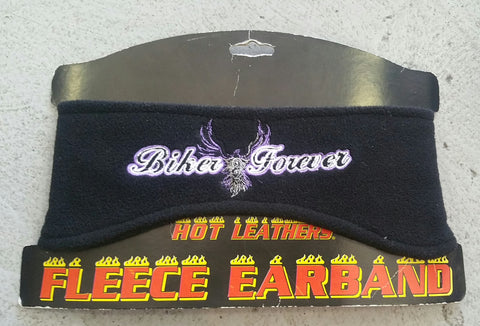 Biker Forever
HOT LEATHERS
FLEECE EARBAND